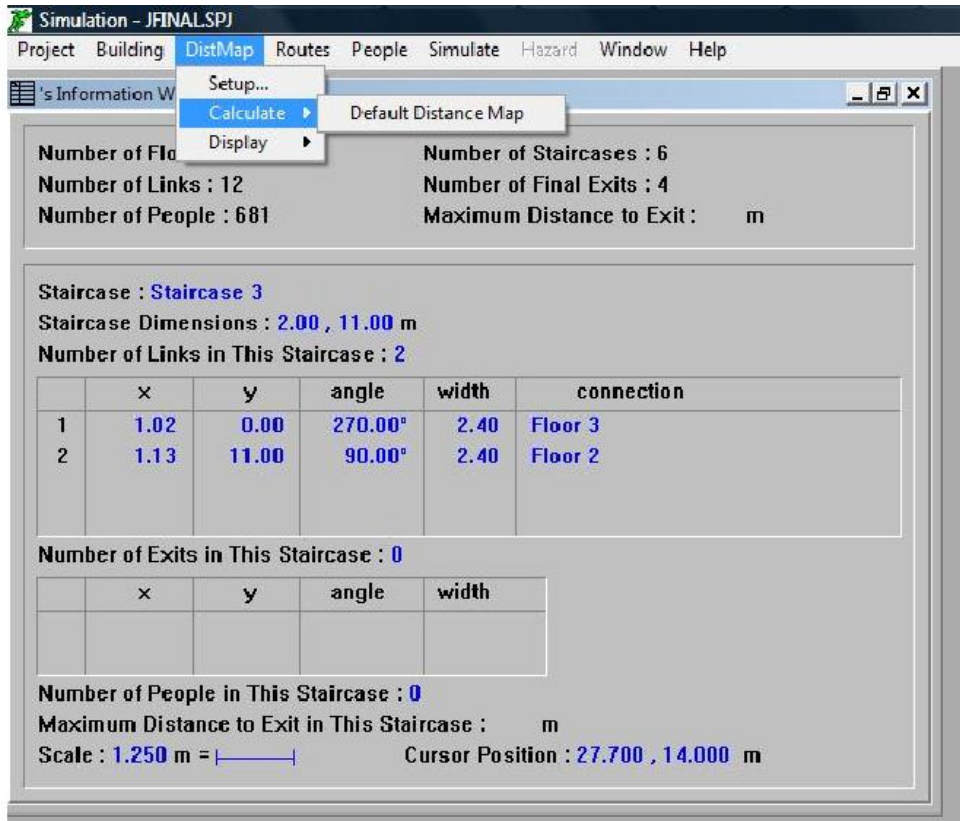 Simulation - JFINAL.SPJ
Project Building DistMap Routes People Simulate Hazard Window Help
Setup...
Calculate Default Distance Map
Display
's Information W
Number of Flo Number of Staircases : 6
Number of Links : 12 Number of Final Exits : 4
Number of People : 681 Maximum Distance to Exit : m
Staircase : Staircase 3
Staircase Dimensions : 2.00 , 11.00 m
Number of Links in This Staircase : 2
x y angle width connection
1 1.02 0.00 270.00° 2.40 Floor 3
2 1.13 11.00 90.00° 2.40 Floor 2
Number of Exits in This Staircase : 0
x y angle width
Number of People in This Staircase : 0
Maximum Distance to Exit in This Staircase : m
Scale : 1.250 m = Cursor Position : 27.700 , 14.000 m